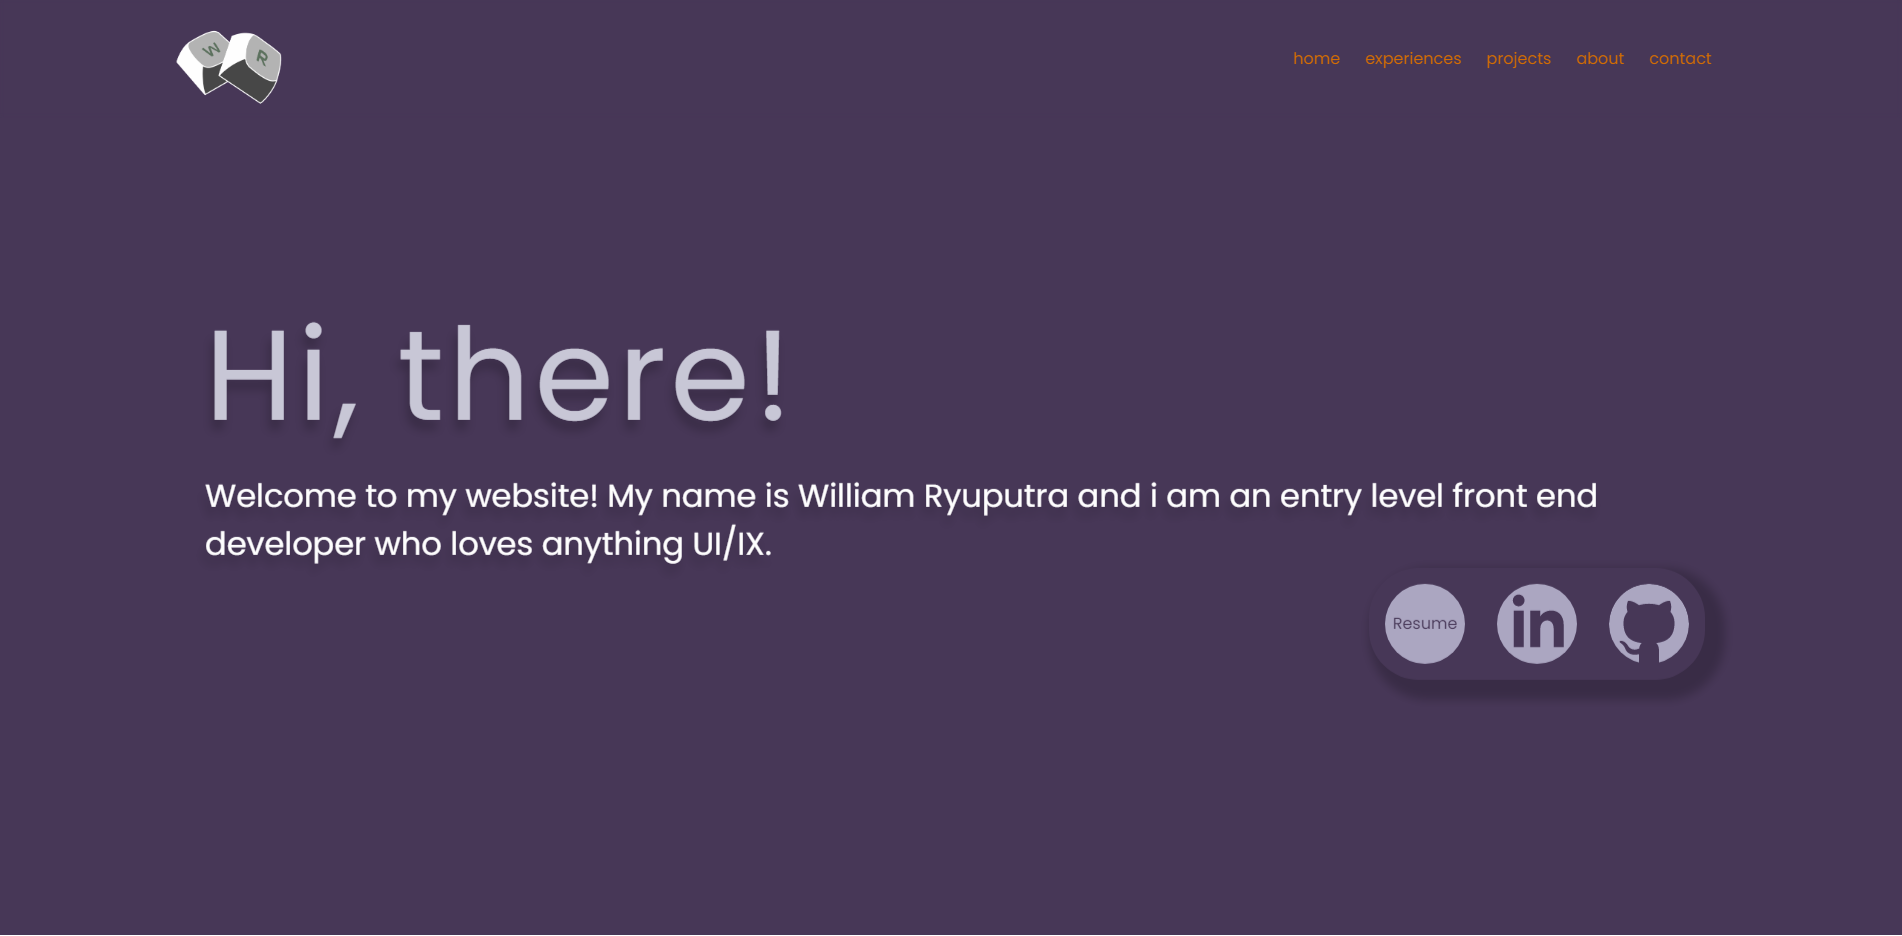 W R
home experiences projects about contact
Hi, there!
Welcome to my website! My name is William Ryuputra and i am an entry level front end
developer who loves anything UI/IX.
Resume in